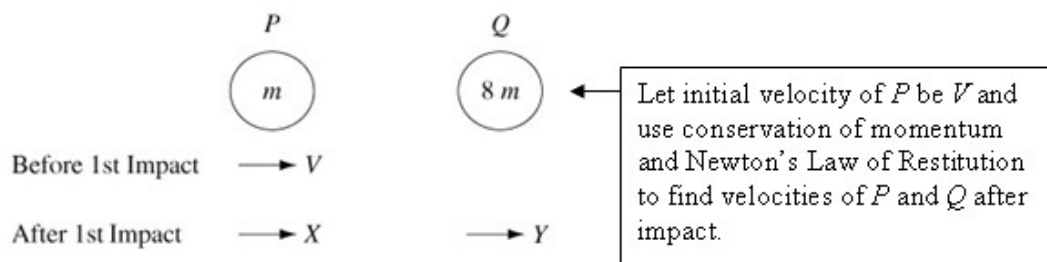 P
Q
m
8 m
Let initial velocity of P be V and
use conservation of momentum
and Newton's Law of Restitution
to find velocities of P and Q after
impact.
Before 1st Impact
V
After 1st Impact
X
Y